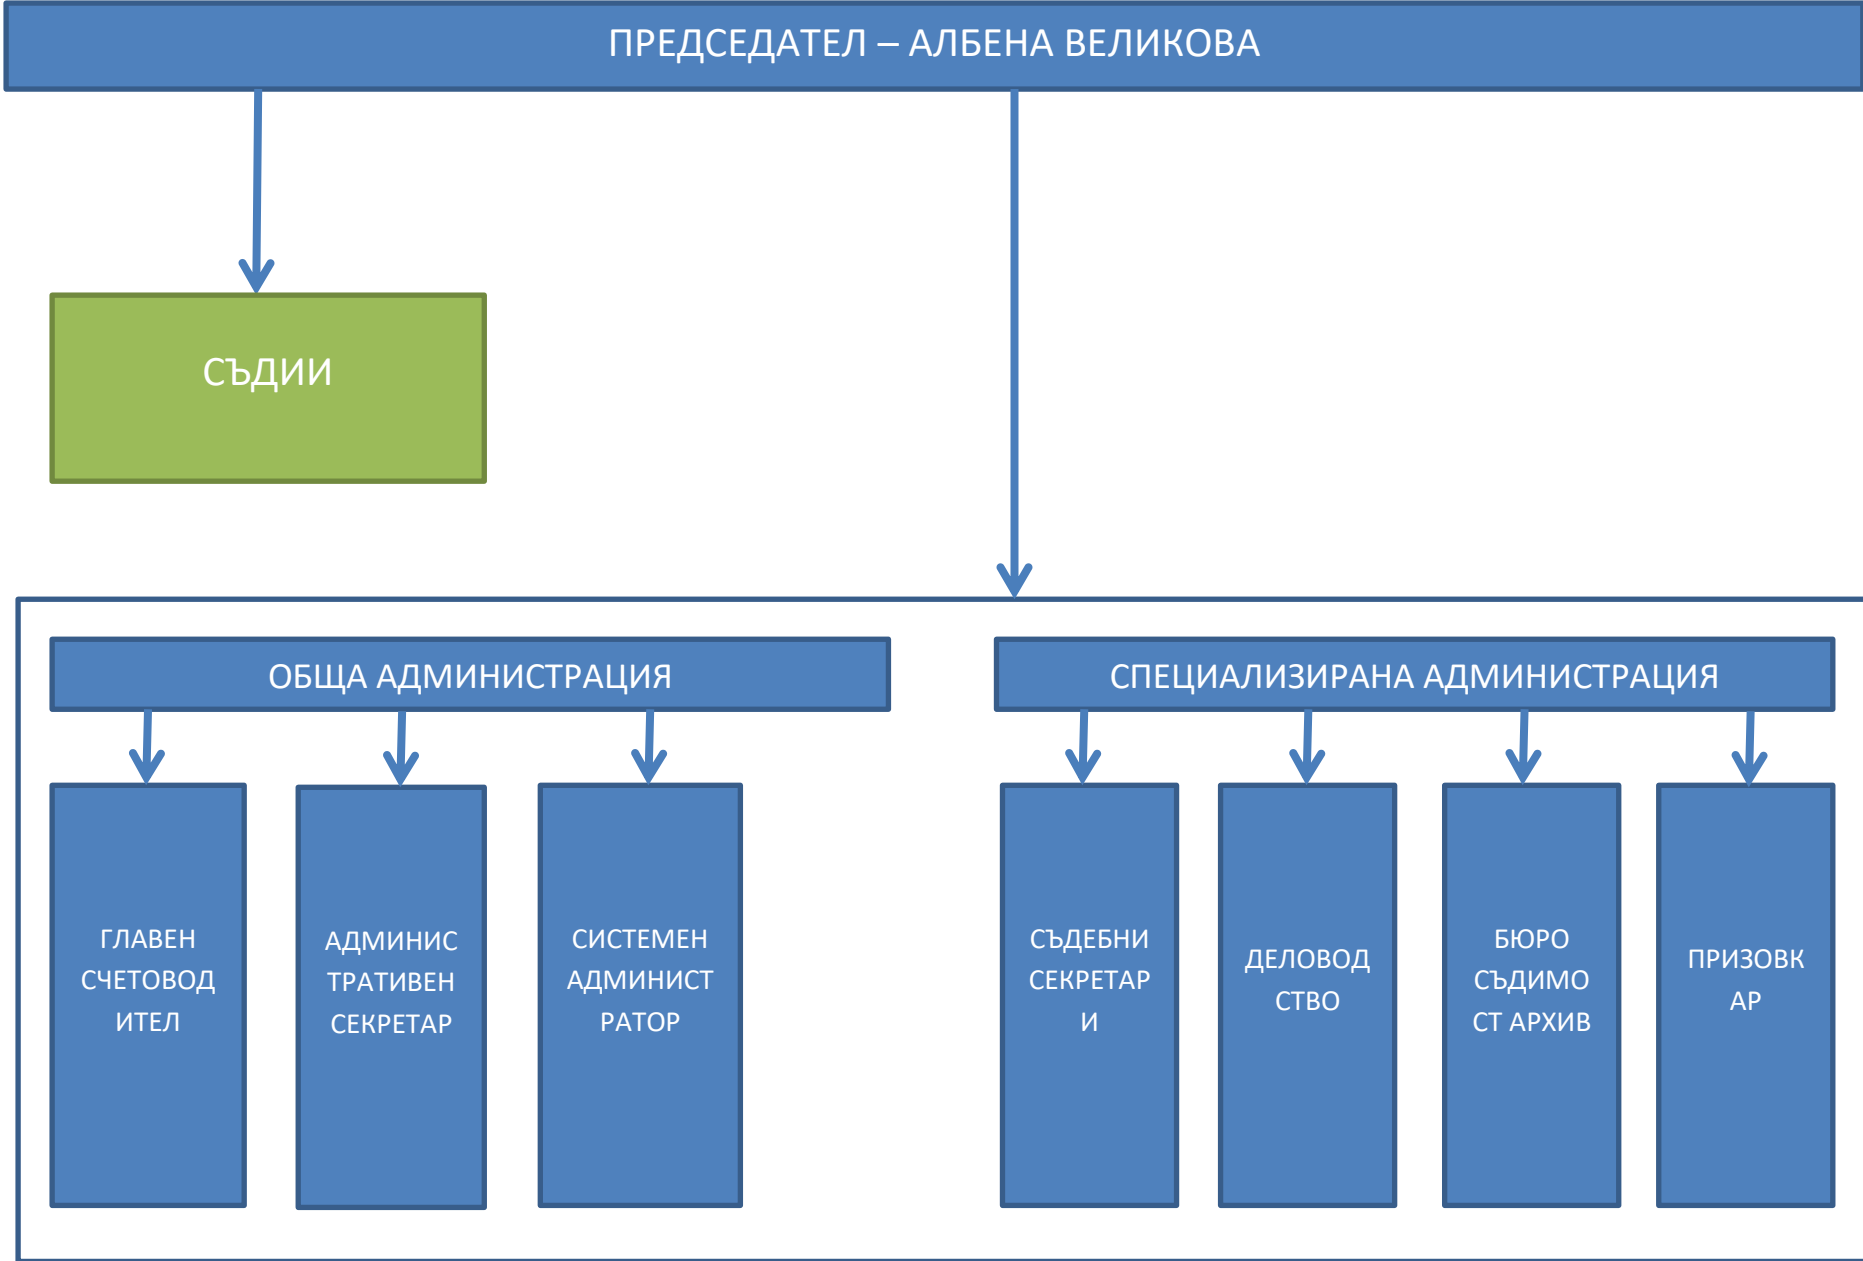 ПРЕДСЕДАТЕЛ – АЛБЕНА ВЕЛИКОВА
СЪДИИ
ОБЩА АДМИНИСТРАЦИЯ
СПЕЦИАЛИЗИРАНА АДМИНИСТРАЦИЯ
ГЛАВЕН
СЧЕТОВОД
ИТЕЛ
АДМИНИС
ТРАТИВЕН
СЕКРЕТАР
СИСТЕМЕН
АДМИНИСТ
РАТОР
СЪДЕБНИ
СЕКРЕТАР
И
ДЕЛОВОД
СТВО
БЮРО
СЪДИМО
СТ АРХИВ
ПРИЗОВК
АР